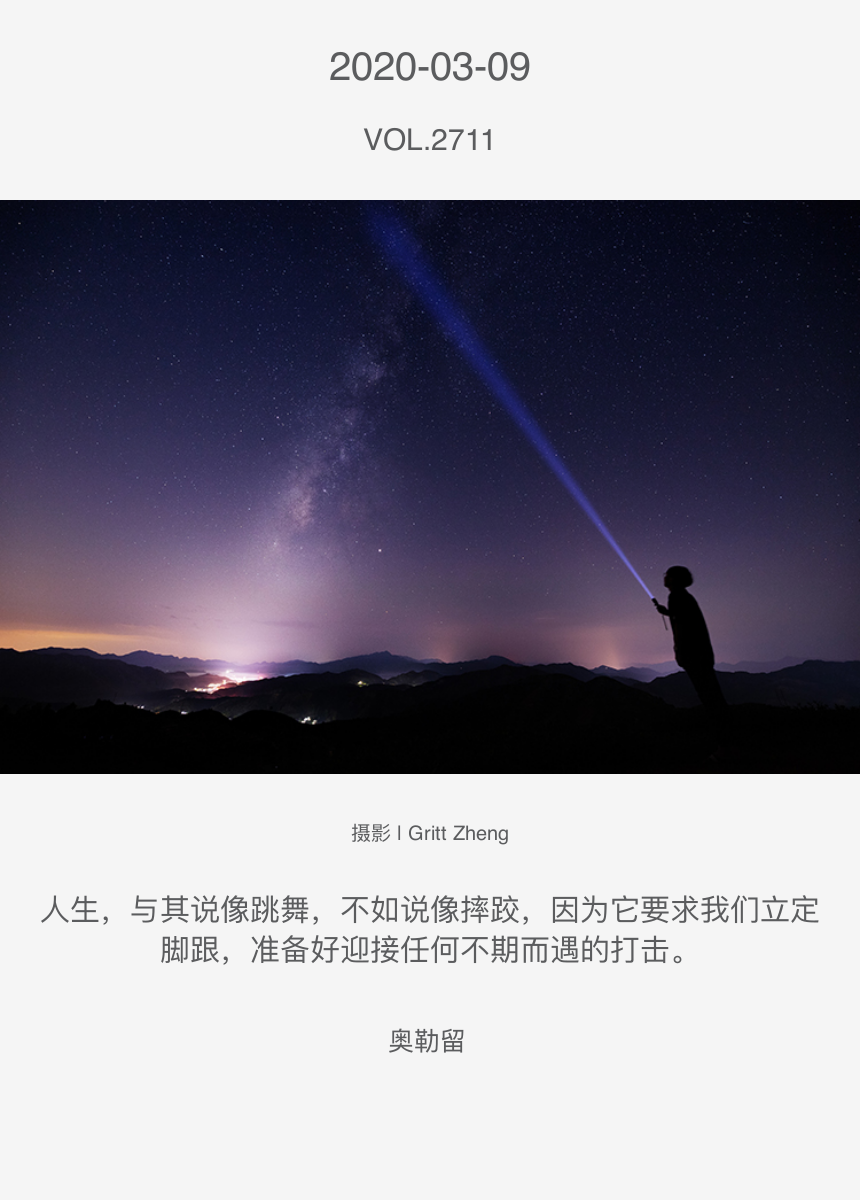 2020-03-09
VOL.2711
摄影 | Gritt Zheng
人生，与其说像跳舞，不如说像摔跤，因为它要求我们立定
脚跟，准备好迎接任何不期而遇的打击。
奥勒留